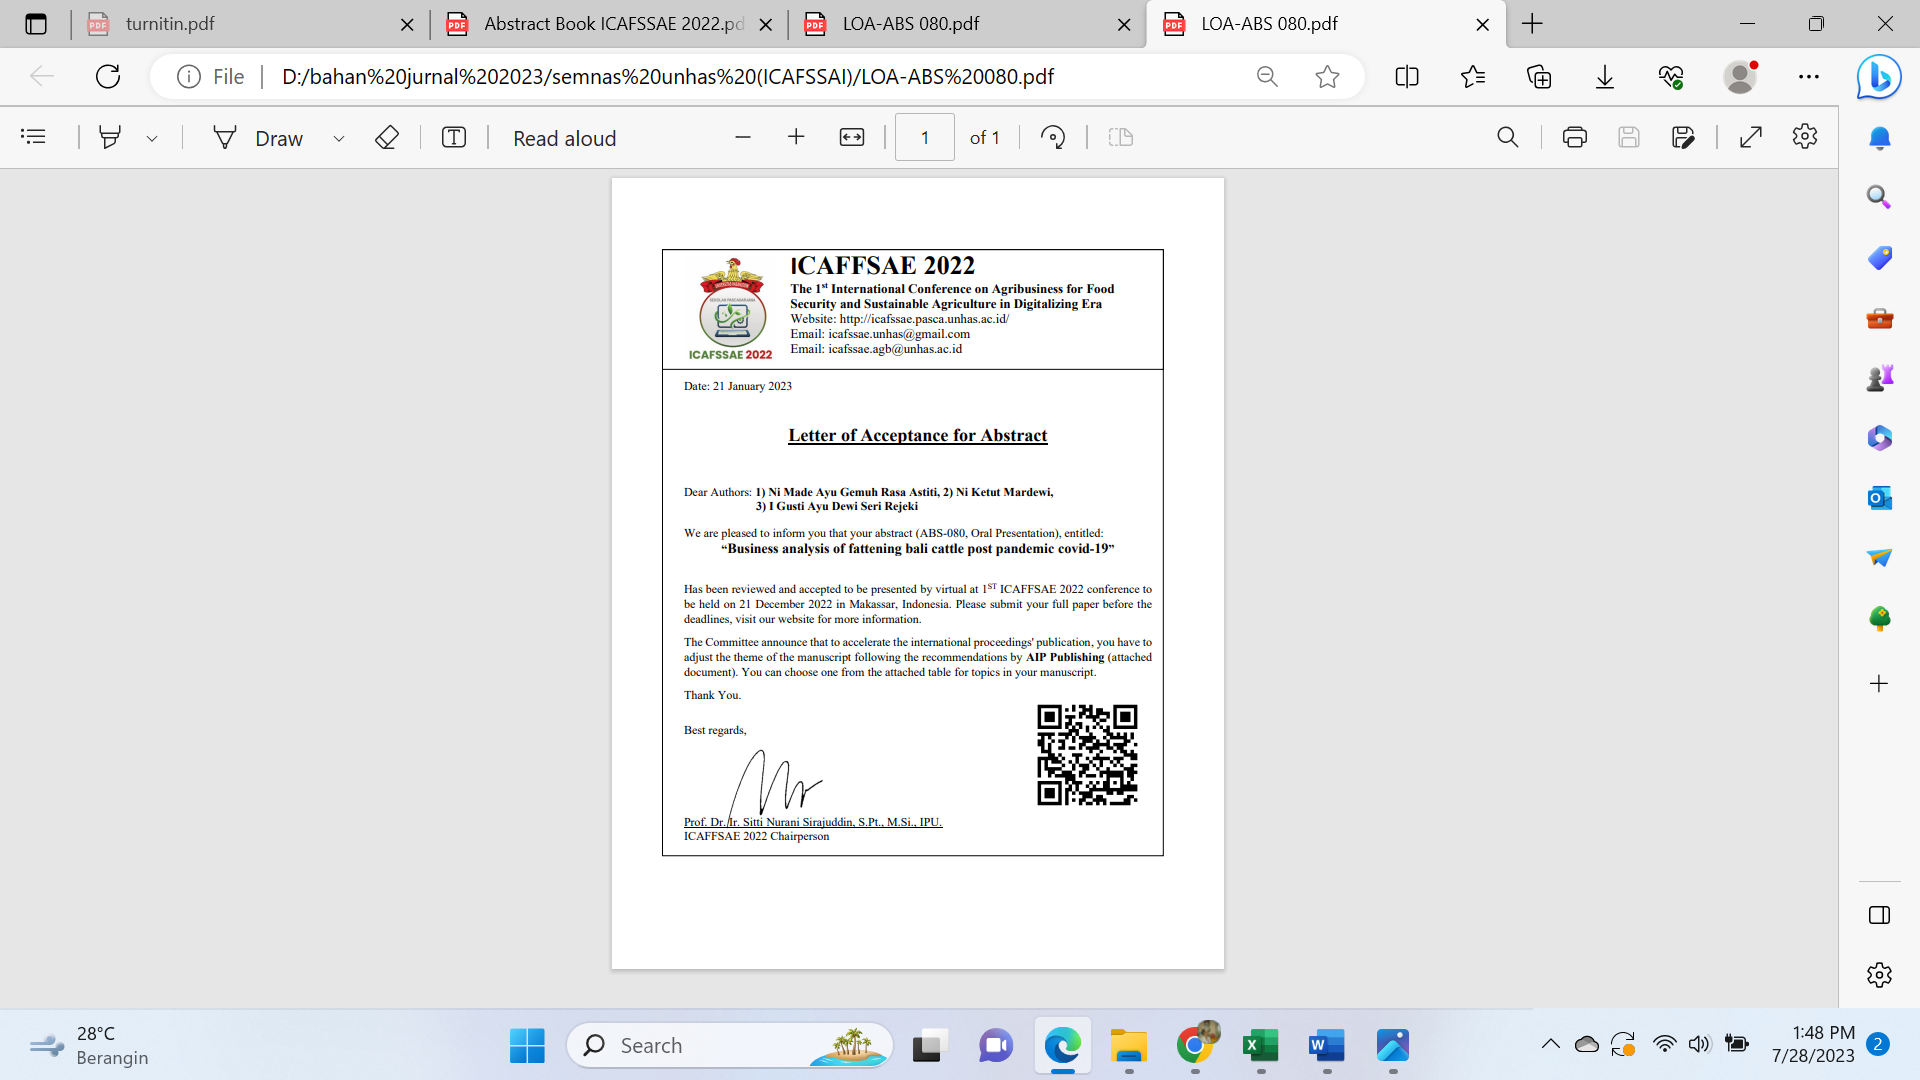 turnitin.pdf
Abstract Book ICAFSSAE 2022.pd
LOA-ABS 080.pdf
LOA-ABS 080.pdf
File
D:/bahan%20jurnal%202023/semnas%20unhas%20(ICAFSSAI)/LOA-ABS%20080.pdf
Draw
Read aloud
1
of 1
ICAFSSAE 2022
ICAFFSAE 2022
The 1st International Conference on Agribusiness for Food
Security and Sustainable Agriculture in Digitalizing Era
Website: http://icafssae.pasca.unhas.ac.id/
Email: icafssae.unhas@gmail.com
Email: icafssae.agb@unhas.ac.id
Date: 21 January 2023
Letter of Acceptance for Abstract
Dear Authors: 1) Ni Made Ayu Gemuh Rasa Astiti, 2) Ni Ketut Mardewi,
3) I Gusti Ayu Dewi Seri Rejeki
We are pleased to inform you that your abstract (ABS-080, Oral Presentation), entitled:
“Business analysis of fattening bali cattle post pandemic covid-19”
Has been reviewed and accepted to be presented by virtual at 1ST ICAFFSAE 2022 conference to
be held on 21 December 2022 in Makassar, Indonesia. Please submit your full paper before the
deadlines, visit our website for more information.
The Committee announce that to accelerate the international proceedings' publication, you have to
adjust the theme of the manuscript following the recommendations by AIP Publishing (attached
document). You can choose one from the attached table for topics in your manuscript.
Thank You.
Best regards,
Prof. Dr. Ir. Sitti Nurani Sirajuddin, S.Pt., M.Si., IPU.
ICAFFSAE 2022 Chairperson
28°C
Berangin
Search
1:48 PM
7/28/2023
2